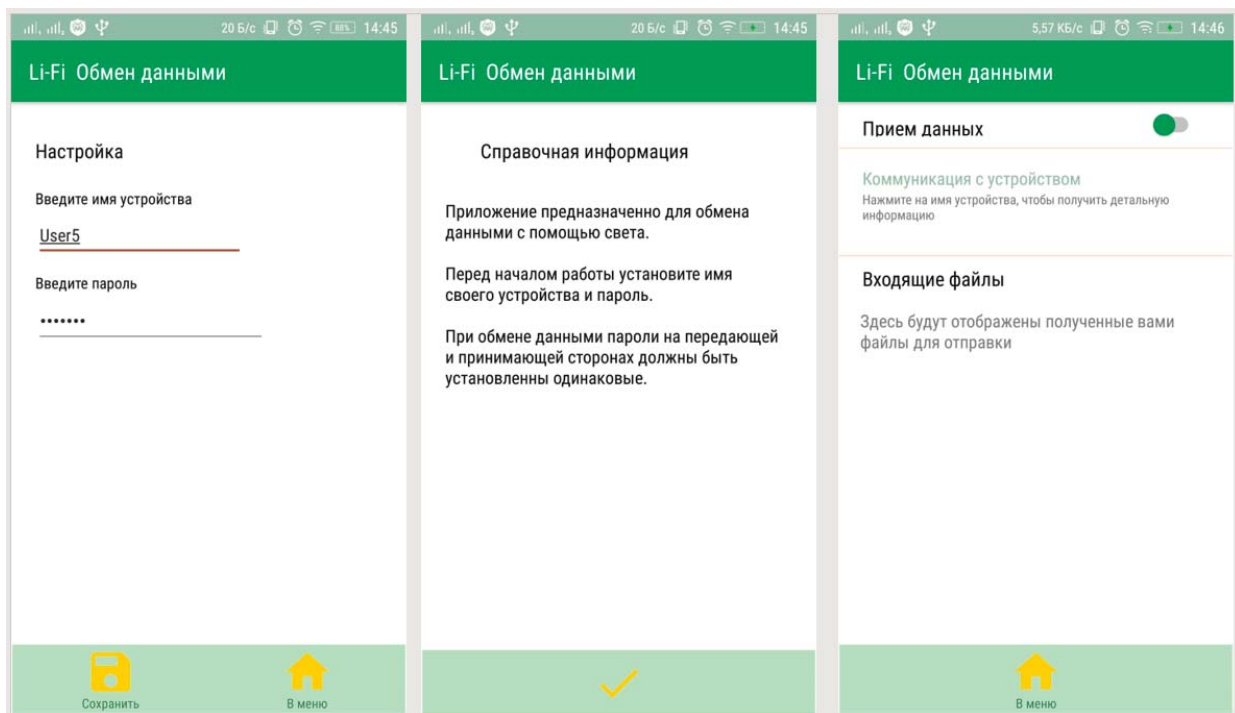 20 Б/с 88% 14:45
Li-Fi Обмен данными
Настройка
Введите имя устройства
User5
Введите пароль
•••••••
Сохранить
В меню
20 Б/с 14:45
Li-Fi Обмен данными
Справочная информация
Приложение предназначенно для обмена
данными с помощью света.
Перед началом работы установите имя
своего устройства и пароль.
При обмене данными пароли на передающей
и принимающей сторонах должны быть
установленны одинаковые.
5,57 КБ/с 14:46
Li-Fi Обмен данными
Прием данных
Коммуникация с устройством
Нажмите на имя устройства, чтобы получить детальную
информацию
Входящие файлы
Здесь будут отображены полученные вами
файлы для отправки
В меню